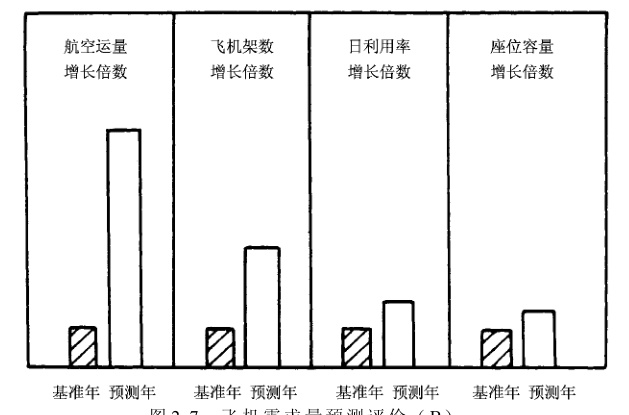 航空运量 飞机架数 日利用率 座位容量
增长倍数 增长倍数 增长倍数 增长倍数
基准年 预测年 基准年 预测年 基准年 预测年 基准年 预测年
图2-7 飞机需求量预测评价(B)